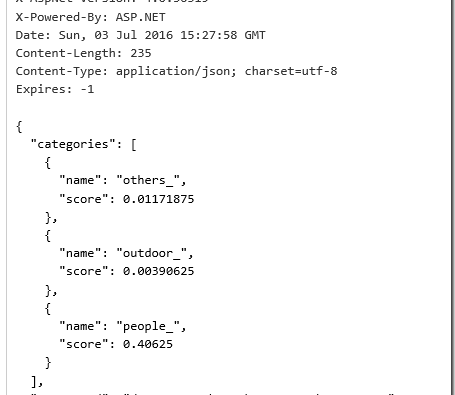 X-Powered-By: ASP.NET
Date: Sun, 03 Jul 2016 15:27:58 GMT
Content-Length: 235
Content-Type: application/json; charset=utf-8
Expires: -1
{
"categories": [
{
"name": "others_",
"score": 0.01171875
},
{
"name": "outdoor_",
"score": 0.00390625
},
{
"name": "people_",
"score": 0.40625
}
],